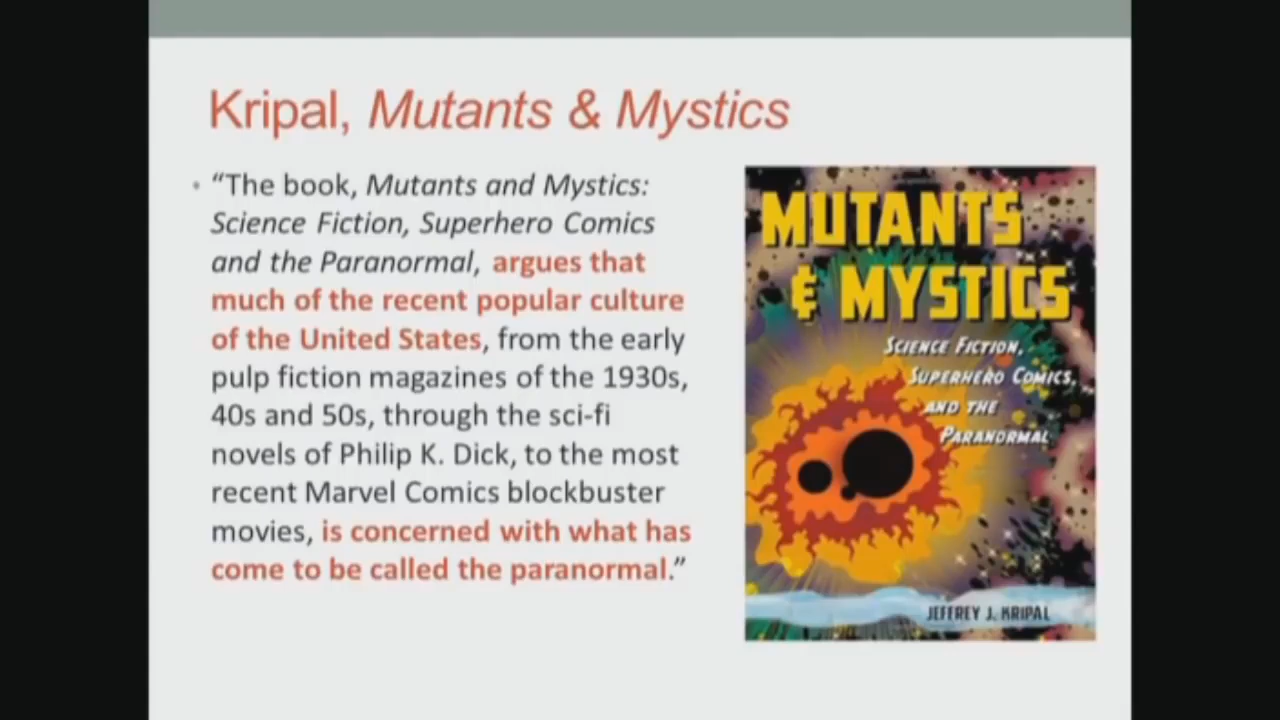 Kripal, Mutants & Mystics
• “The book, Mutants and Mystics:
Science Fiction, Superhero Comics
and the Paranormal, argues that
much of the recent popular culture
of the United States, from the early
pulp fiction magazines of the 1930s,
40s and 50s, through the sci-fi
novels of Philip K. Dick, to the most
recent Marvel Comics blockbuster
movies, is concerned with what has
come to be called the paranormal.”
MUTANTS
& MYSTICS
SCIENCE FICTION,
SUPERHERO COMICS,
AND THE
PARANORMAL
JEFFREY J. KRIPAL